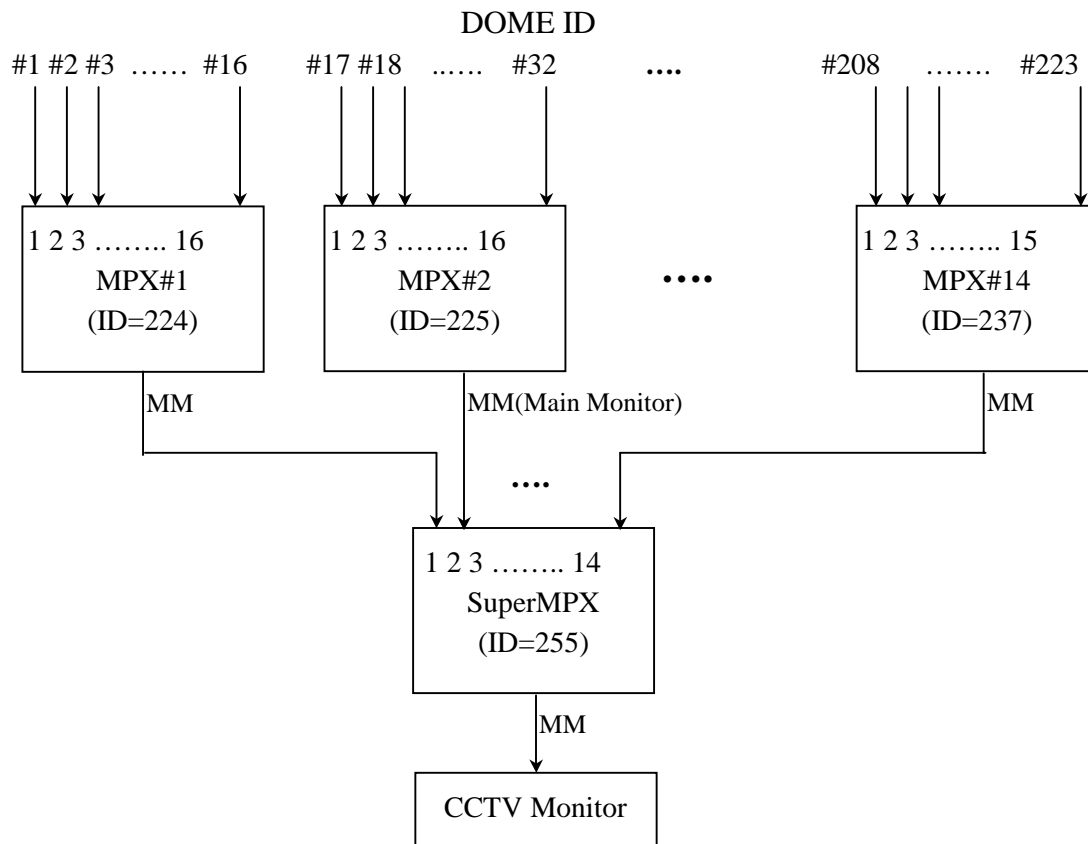 DOME ID
#1 #2 #3 …… #16 #17 #18 ...…. #32 …. #208 ……. #223
1 2 3 …….. 16
MPX#1
(ID=224)
1 2 3 …….. 16
MPX#2
(ID=225)
….
1 2 3 …….. 15
MPX#14
(ID=237)
MM
MM(Main Monitor)
MM
….
1 2 3 …….. 14
SuperMPX
(ID=255)
MM
CCTV Monitor